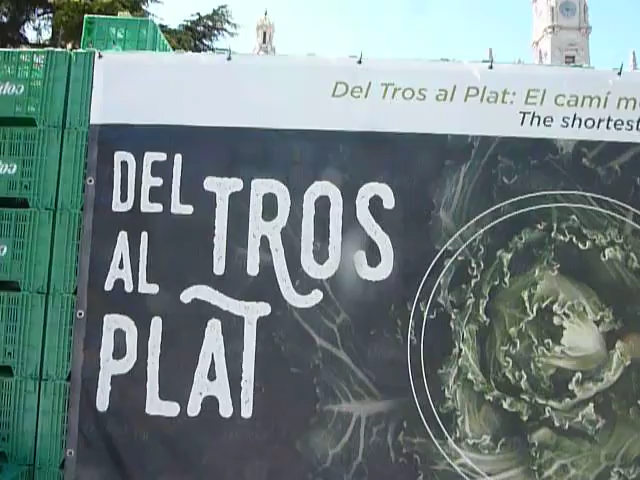 Del Tros al Plat: El camí m
The shortest
DEL TROS
AL
PLAT